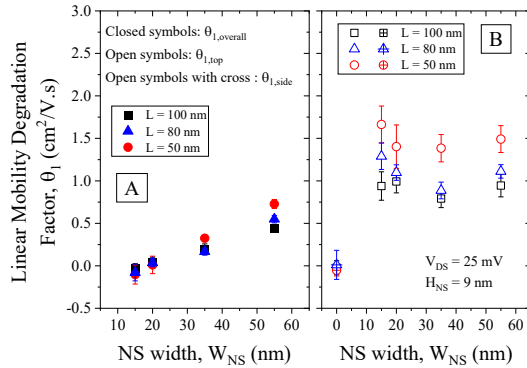 Linear Mobility Degradation
Factor, θ1 (cm²/V.s)
Closed symbols: θ1,overall
Open symbols: θ1,top
Open symbols with cross : θ1,side
L = 100 nm
L = 80 nm
L = 50 nm
A
3.0
2.5
2.0
1.5
1.0
0.5
0.0
-0.5
10 20 30 40 50 60
NS width, WNS (nm)
L = 100 nm
L = 80 nm
L = 50 nm
B
VDS = 25 mV
HNS = 9 nm
0 10 20 30 40 50 60
NS width, WNS (nm)